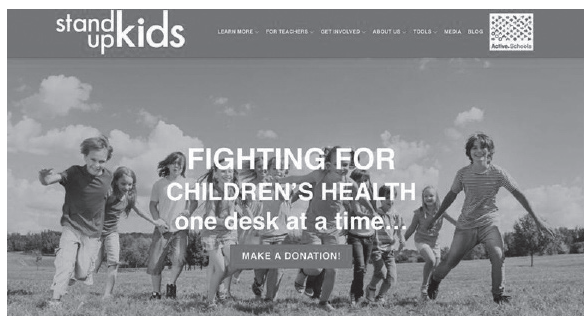 stand
up kids
LEARN MORE FOR TEACHERS GET INVOLVED ABOUT US TOOLS MEDIA BLOG
Active Schools
FIGHTING FOR
CHILDREN'S HEALTH
one desk at a time...
MAKE A DONATION!